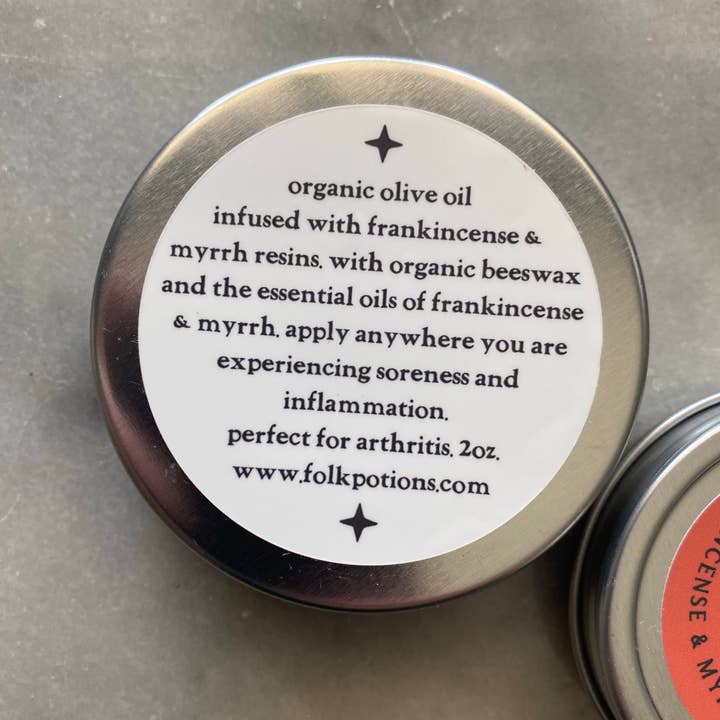 organic olive oil
infused with frankincense &
myrrh resins. with organic beeswax
and the essential oils of frankincense
& myrrh. apply anywhere you are
experiencing soreness and
inflammation.
perfect for arthritis. 2oz.
www.folkpotions.com
&